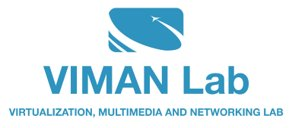 VIMAN Lab
VIRTUALIZATION, MULTIMEDIA AND NETWORKING LAB